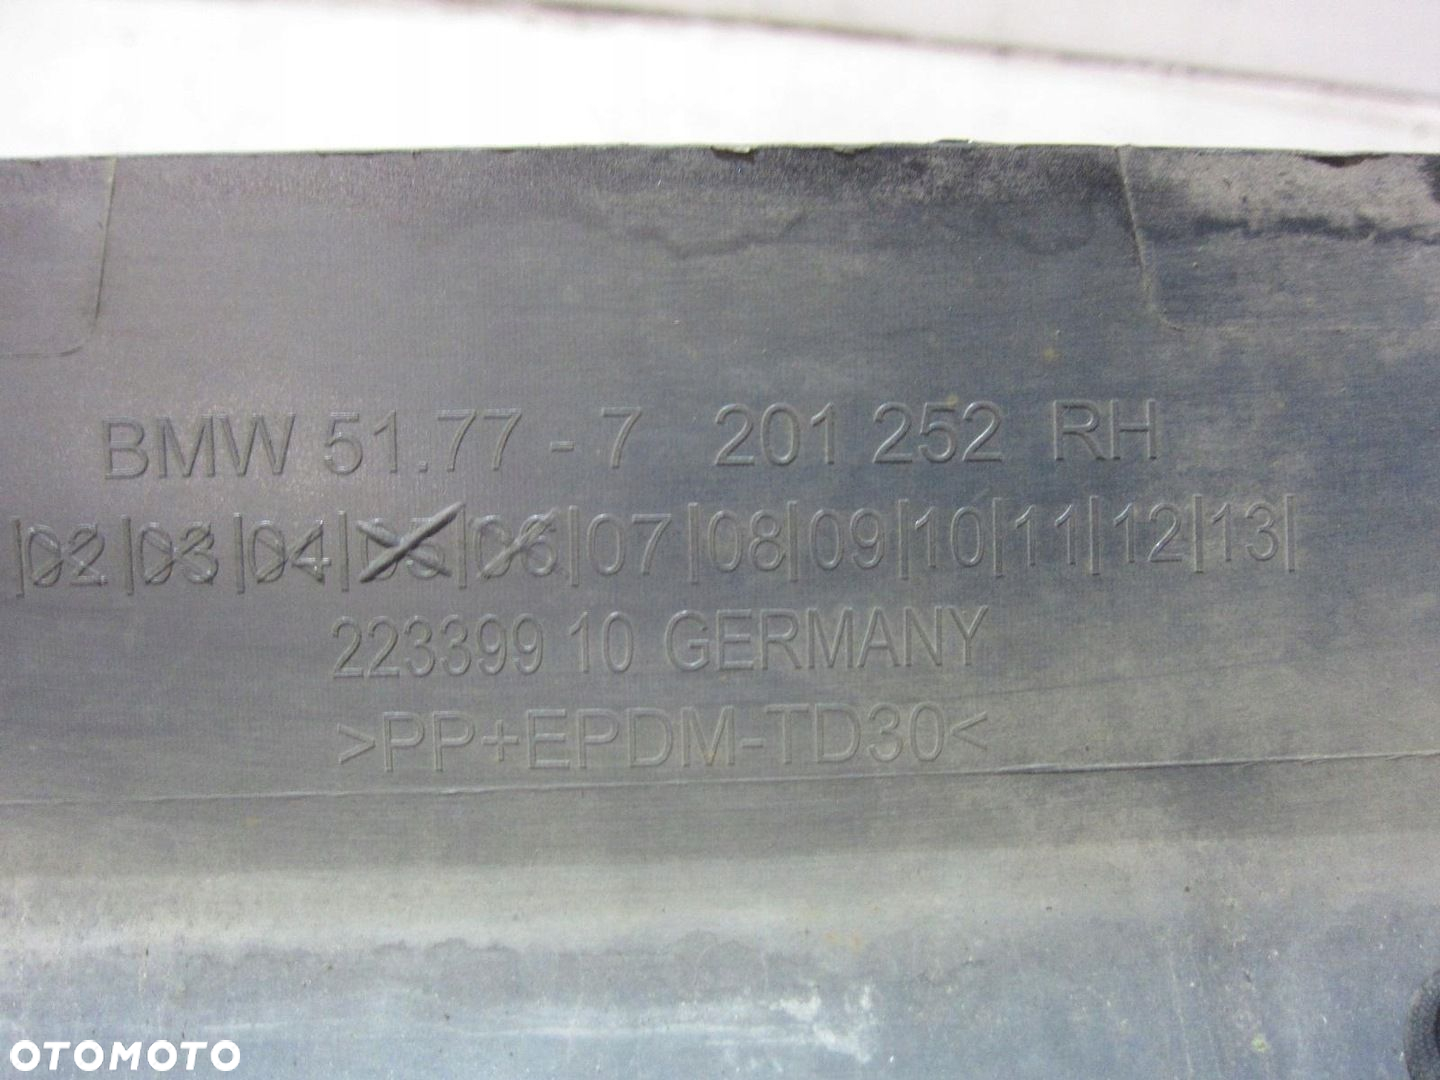 BMW 51.77 - 7 201 252 RH
|02|03|04|05|06|07|08|09|10|11|12|13|
223399 10 GERMANY
>PP+EPDM-TD30<
OTOMOTO